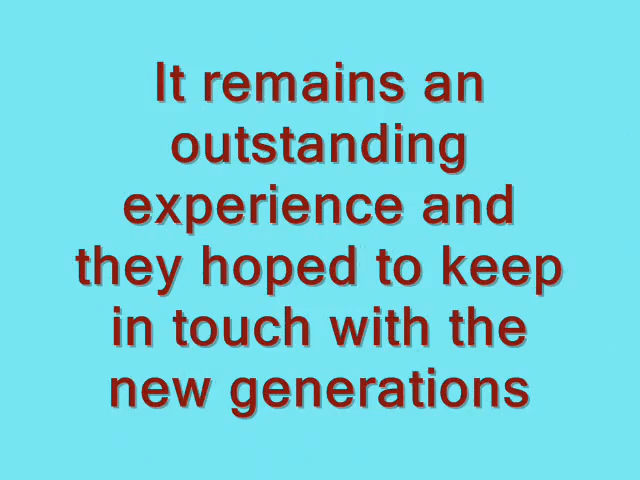 It remains an
outstanding
experience and
they hoped to keep
in touch with the
new generations